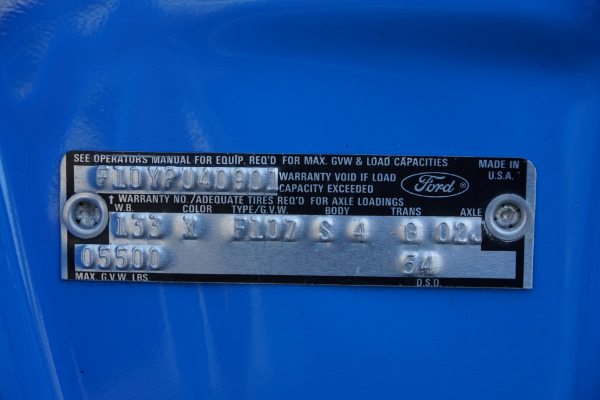 SEE OPERATORS MANUAL FOR EQUIP. REQ'D FOR MAX. GVW & LOAD CAPACITIES
MADE IN U.S.A.
F10YPU40901
WARRANTY VOID IF LOAD CAPACITY EXCEEDED
Ford
↑ WARRANTY NO./ADEQUATE TIRES REQ'D FOR AXLE LOADINGS
W.B. COLOR TYPE/G.V.W. BODY TRANS AXLE
133 X F107 S 4 G 02J
05500 54
MAX. G.V.W. LBS. D.S.O.